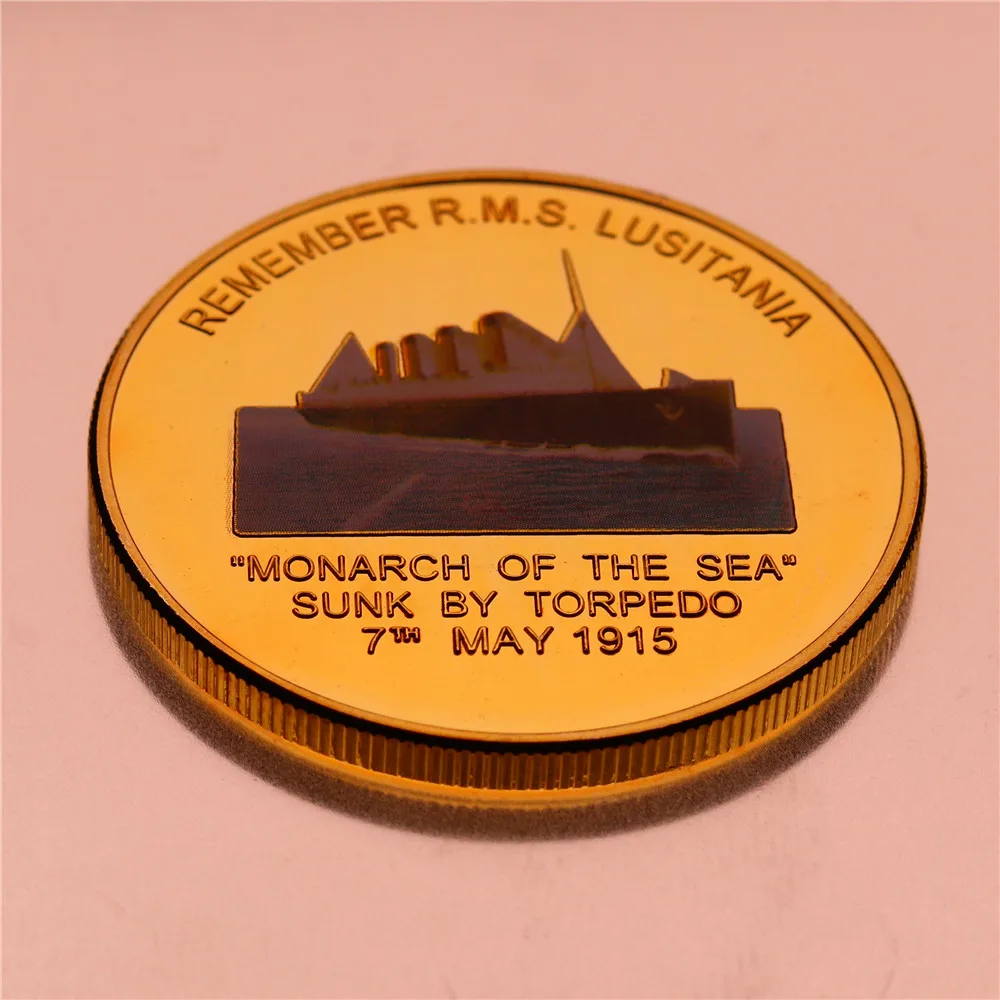 REMEMBER R.M.S. LUSITANIA
"MONARCH OF THE SEA"
SUNK BY TORPEDO
7TH MAY 1915